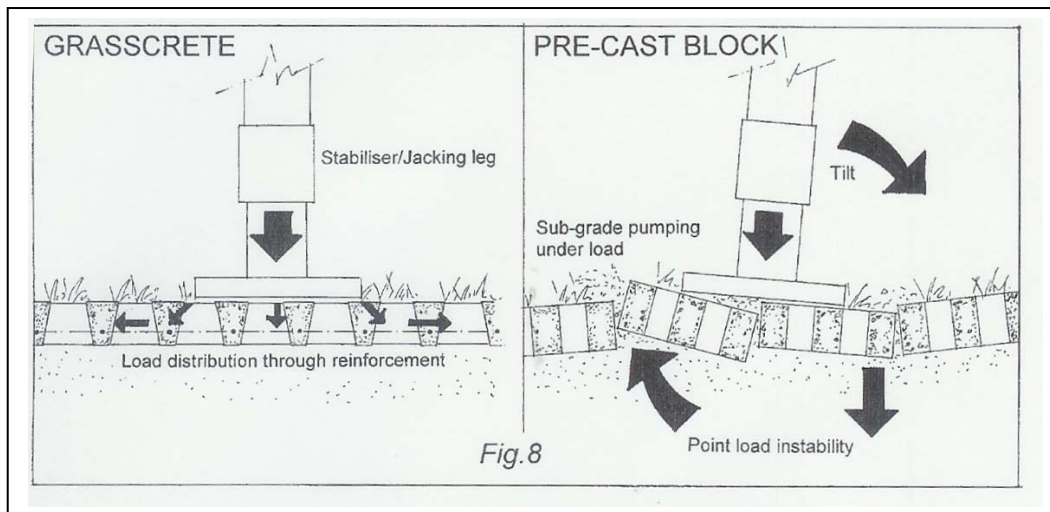 GRASSCRETE
Stabiliser/Jacking leg
Load distribution through reinforcement
PRE-CAST BLOCK
Tilt
Sub-grade pumping
under load
Point load instability
Fig.8